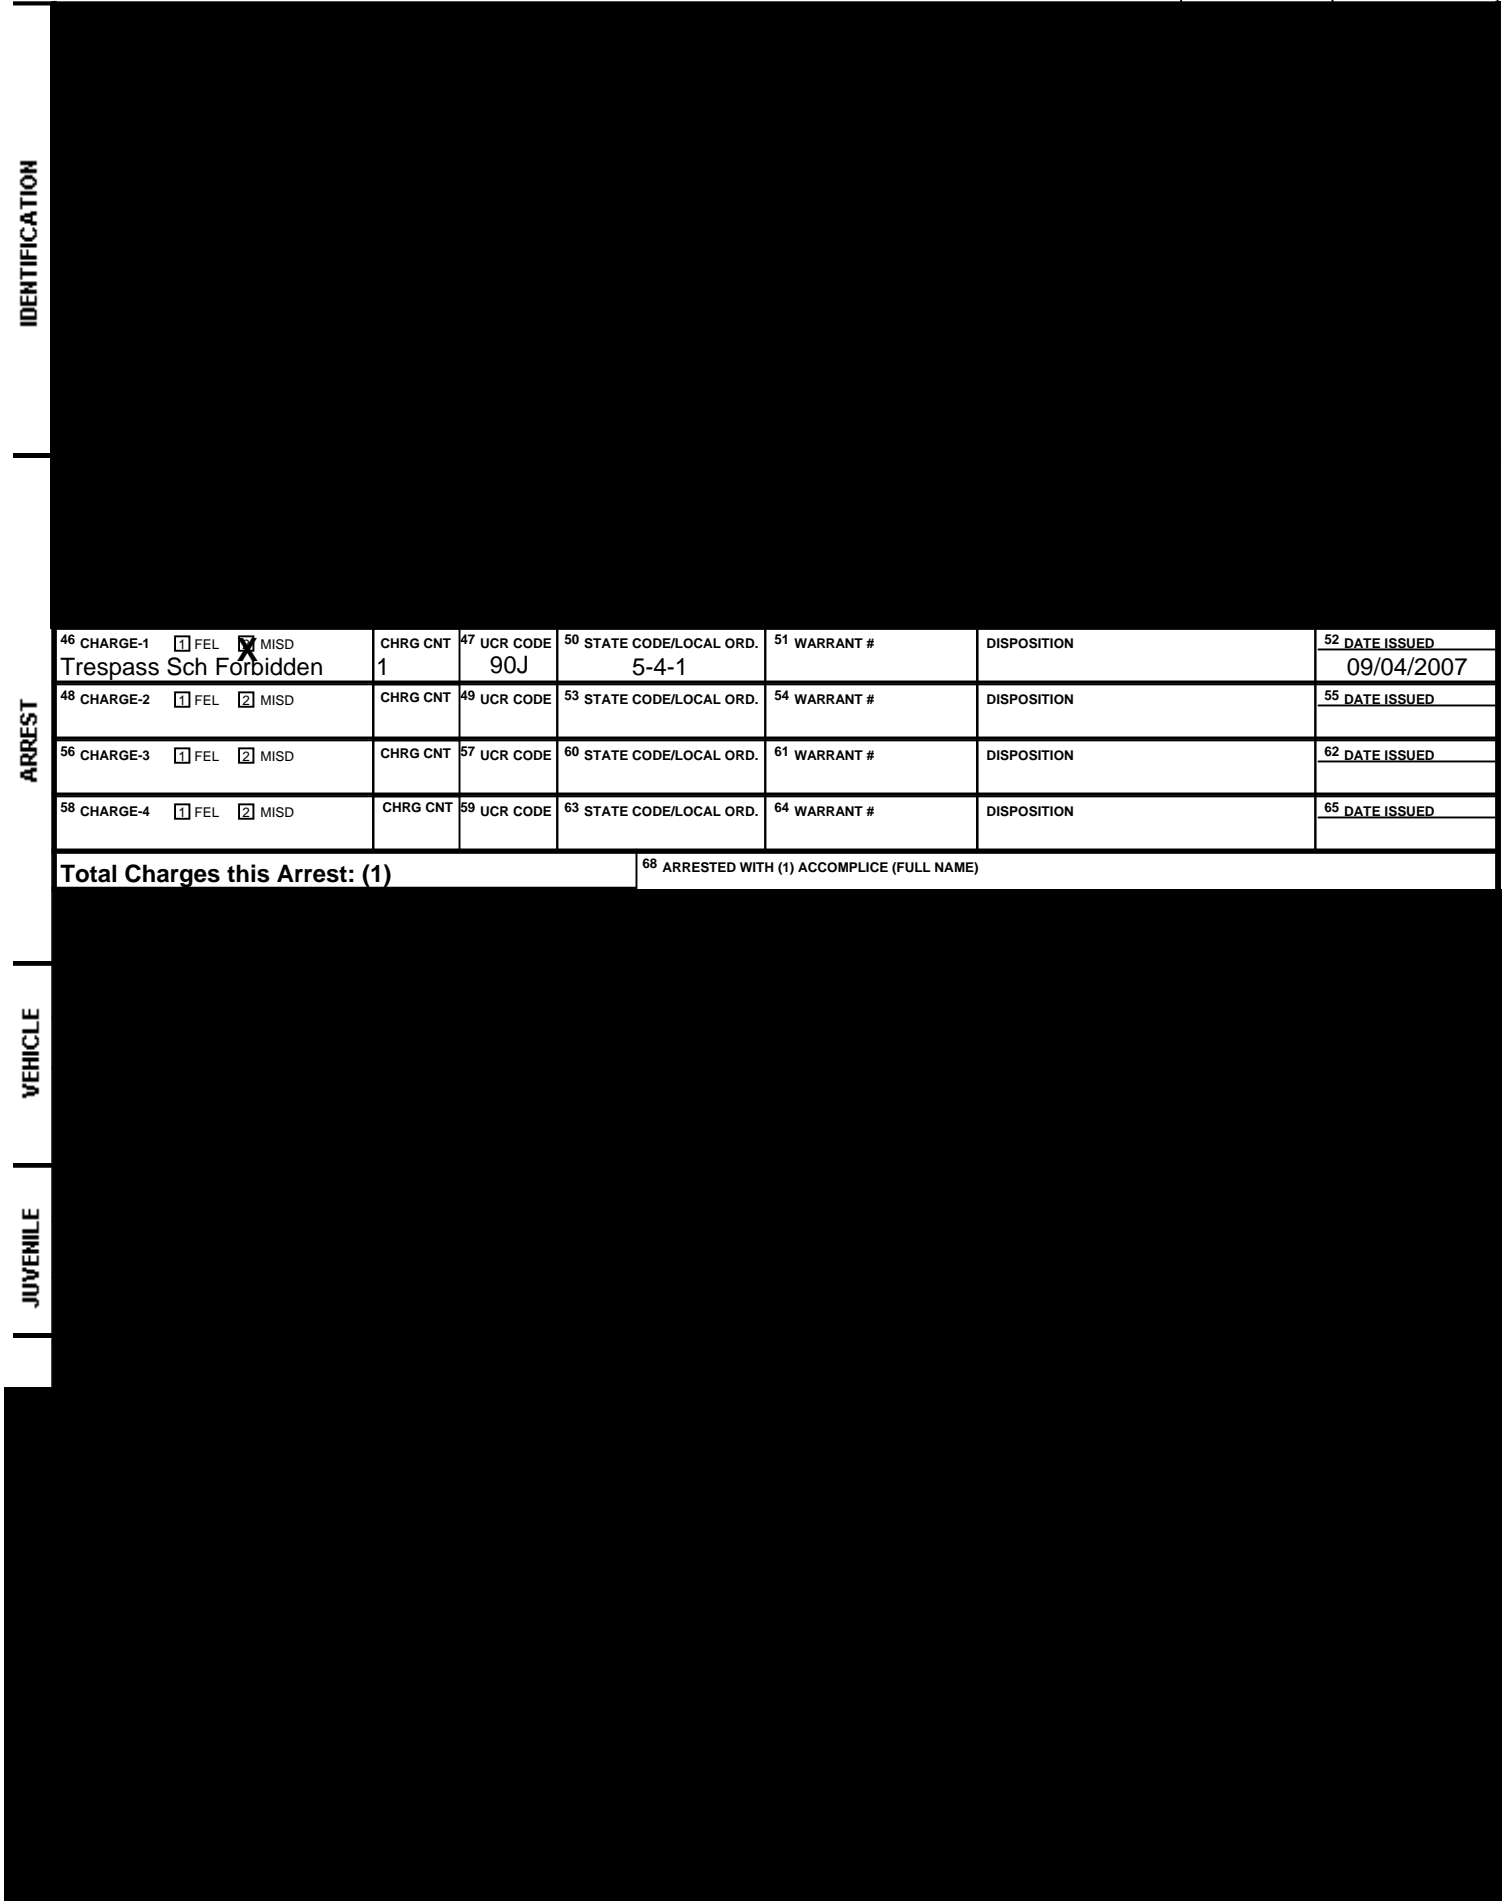 IDENTIFICATION
ARREST
46 CHARGE-1 1 FEL X MISD CHRG CNT 47 UCR CODE 50 STATE CODE/LOCAL ORD. 51 WARRANT # DISPOSITION 52 DATE ISSUED
Trespass Sch Forbidden 1 90J 5-4-1 09/04/2007
48 CHARGE-2 1 FEL 2 MISD CHRG CNT 49 UCR CODE 53 STATE CODE/LOCAL ORD. 54 WARRANT # DISPOSITION 55 DATE ISSUED
56 CHARGE-3 1 FEL 2 MISD CHRG CNT 57 UCR CODE 60 STATE CODE/LOCAL ORD. 61 WARRANT # DISPOSITION 62 DATE ISSUED
58 CHARGE-4 1 FEL 2 MISD CHRG CNT 59 UCR CODE 63 STATE CODE/LOCAL ORD. 64 WARRANT # DISPOSITION 65 DATE ISSUED
Total Charges this Arrest: (1) 68 ARRESTED WITH (1) ACCOMPLICE (FULL NAME)
VEHICLE
JUVENILE